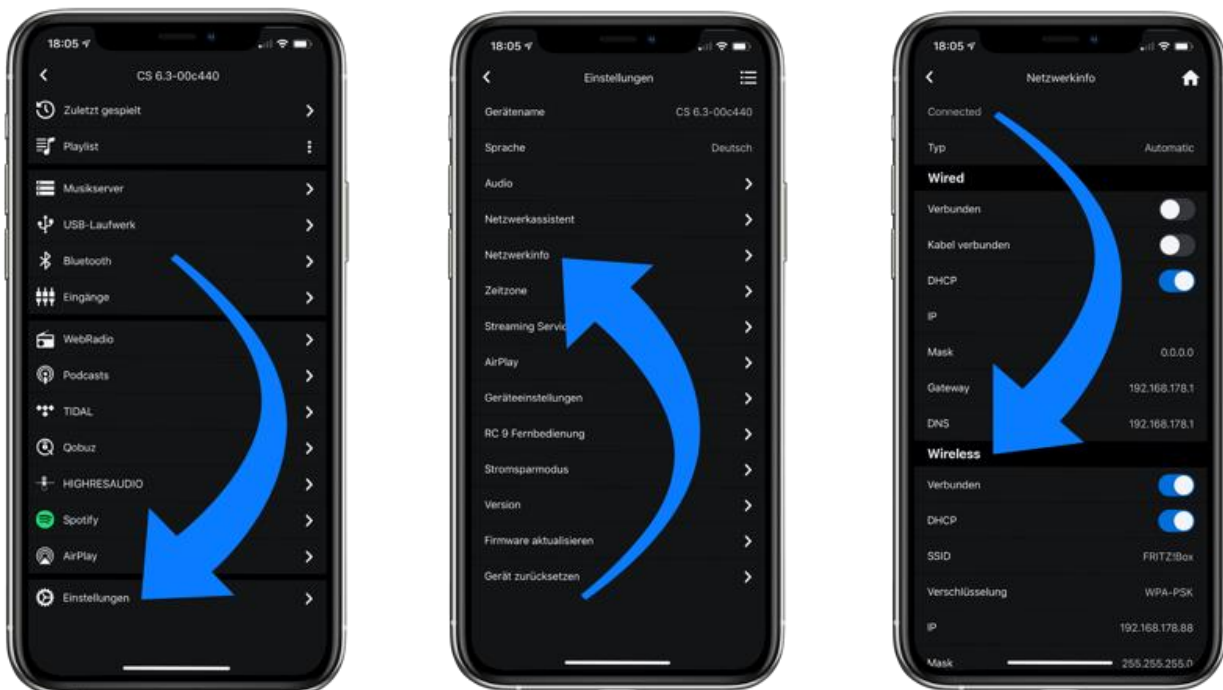 18:05
CS 6.3-00c440
Zuletzt gespielt
Playlist
Musikserver
USB-Laufwerk
Bluetooth
Eingänge
WebRadio
Podcasts
TIDAL
Qobuz
HIGHRESAUDIO
Spotify
AirPlay
Einstellungen
18:05
Einstellungen
Gerätename CS 6.3-00c440
Sprache Deutsch
Audio
Netzwerkassistent
Netzwerkinfo
Zeitzone
Streaming Servic
AirPlay
Geräteeinstellungen
RC 9 Fernbedienung
Stromsparmodus
Version
Firmware aktualisieren
Gerät zurücksetzen
18:05
Netzwerkinfo
Connected
Typ Automatic
Wired
Verbunden
Kabel verbunden
DHCP
IP
Mask 0.0.0.0
Gateway 192.168.178.1
DNS 192.168.178.1
Wireless
Verbunden
DHCP
SSID FRITZ!Box
Verschlüsselung WPA-PSK
IP 192.168.178.88
Mask 255.255.255.0